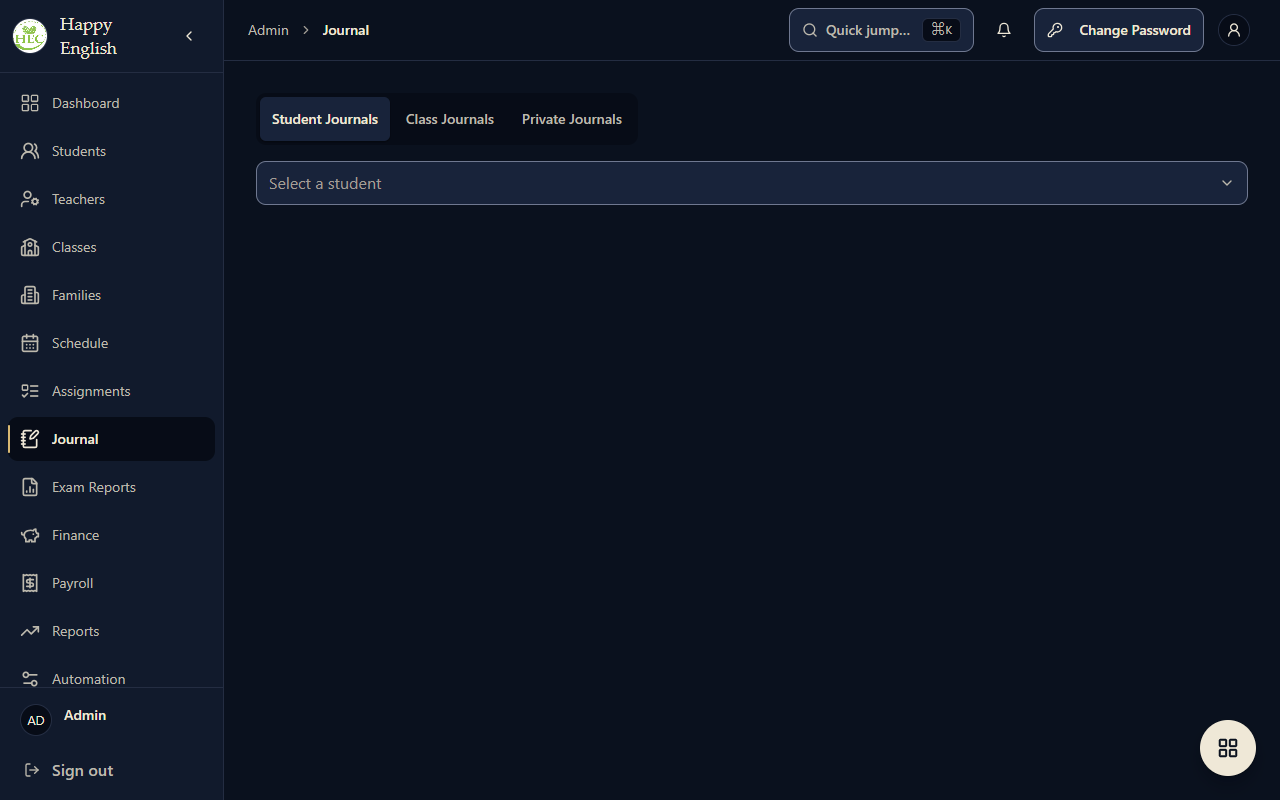 HEC
Happy
English
Admin > Journal
Quick jump... ⌘K
Change Password
Dashboard
Students
Teachers
Classes
Families
Schedule
Assignments
Journal
Exam Reports
Finance
Payroll
Reports
Automation
AD
Admin
Sign out
Student Journals
Class Journals
Private Journals
Select a student